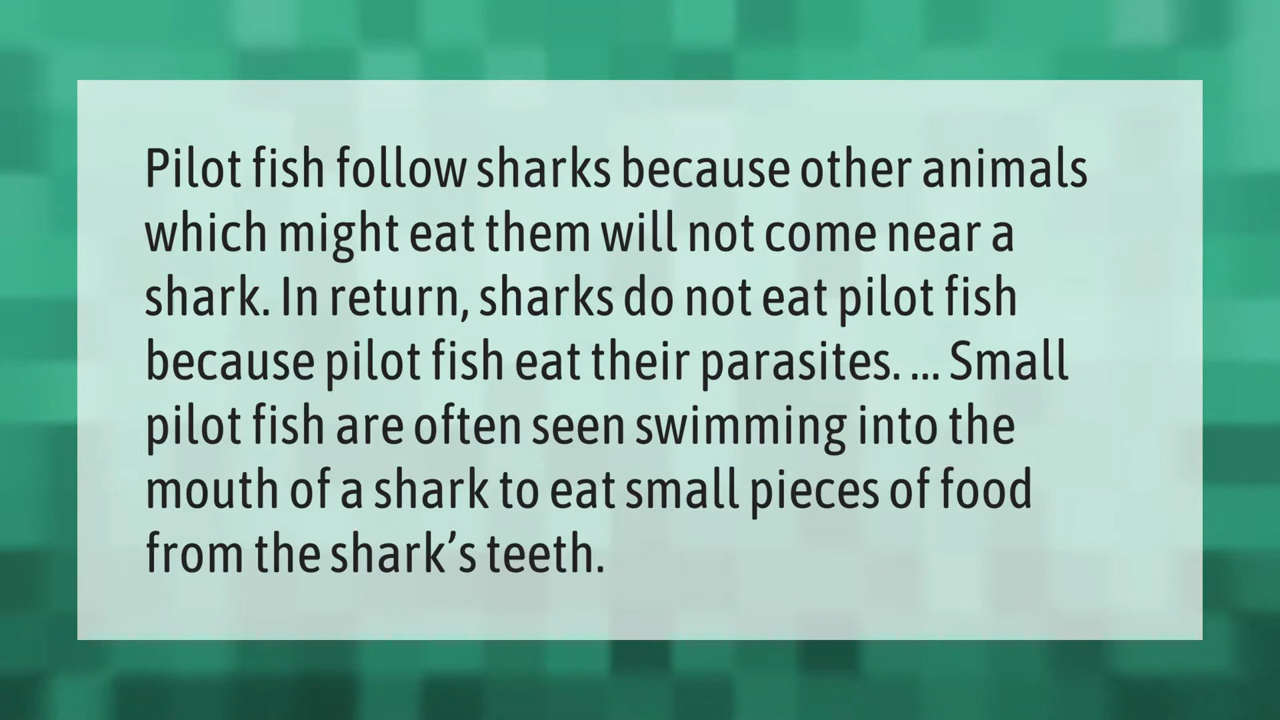 Pilot fish follow sharks because other animals
which might eat them will not come near a
shark. In return, sharks do not eat pilot fish
because pilot fish eat their parasites. ... Small
pilot fish are often seen swimming into the
mouth of a shark to eat small pieces of food
from the shark’s teeth.